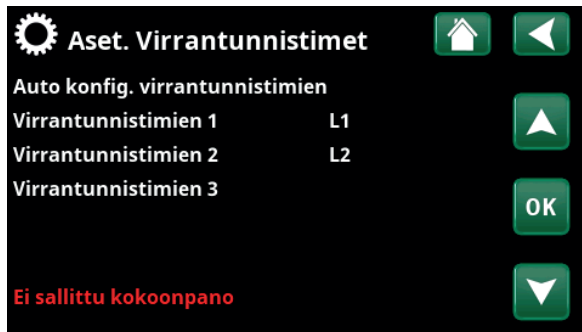 Aset. Virrantunnistimet
Auto konfig. virrantunnistimien
Virrantunnistimien 1 L1
Virrantunnistimien 2 L2
Virrantunnistimien 3
OK
Ei sallittu kokoonpano